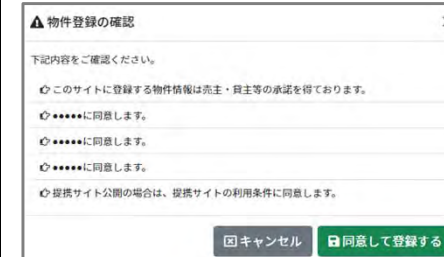 物件登録の確認
下記内容をご確認ください。
このサイトに登録する物件情報は売主・貸主等の承諾を得ております。
●●●●●に同意します。
●●●●●に同意します。
●●●●●に同意します。
提携サイト公開の場合は、提携サイトの利用条件に同意します。
キャンセル
同意して登録する